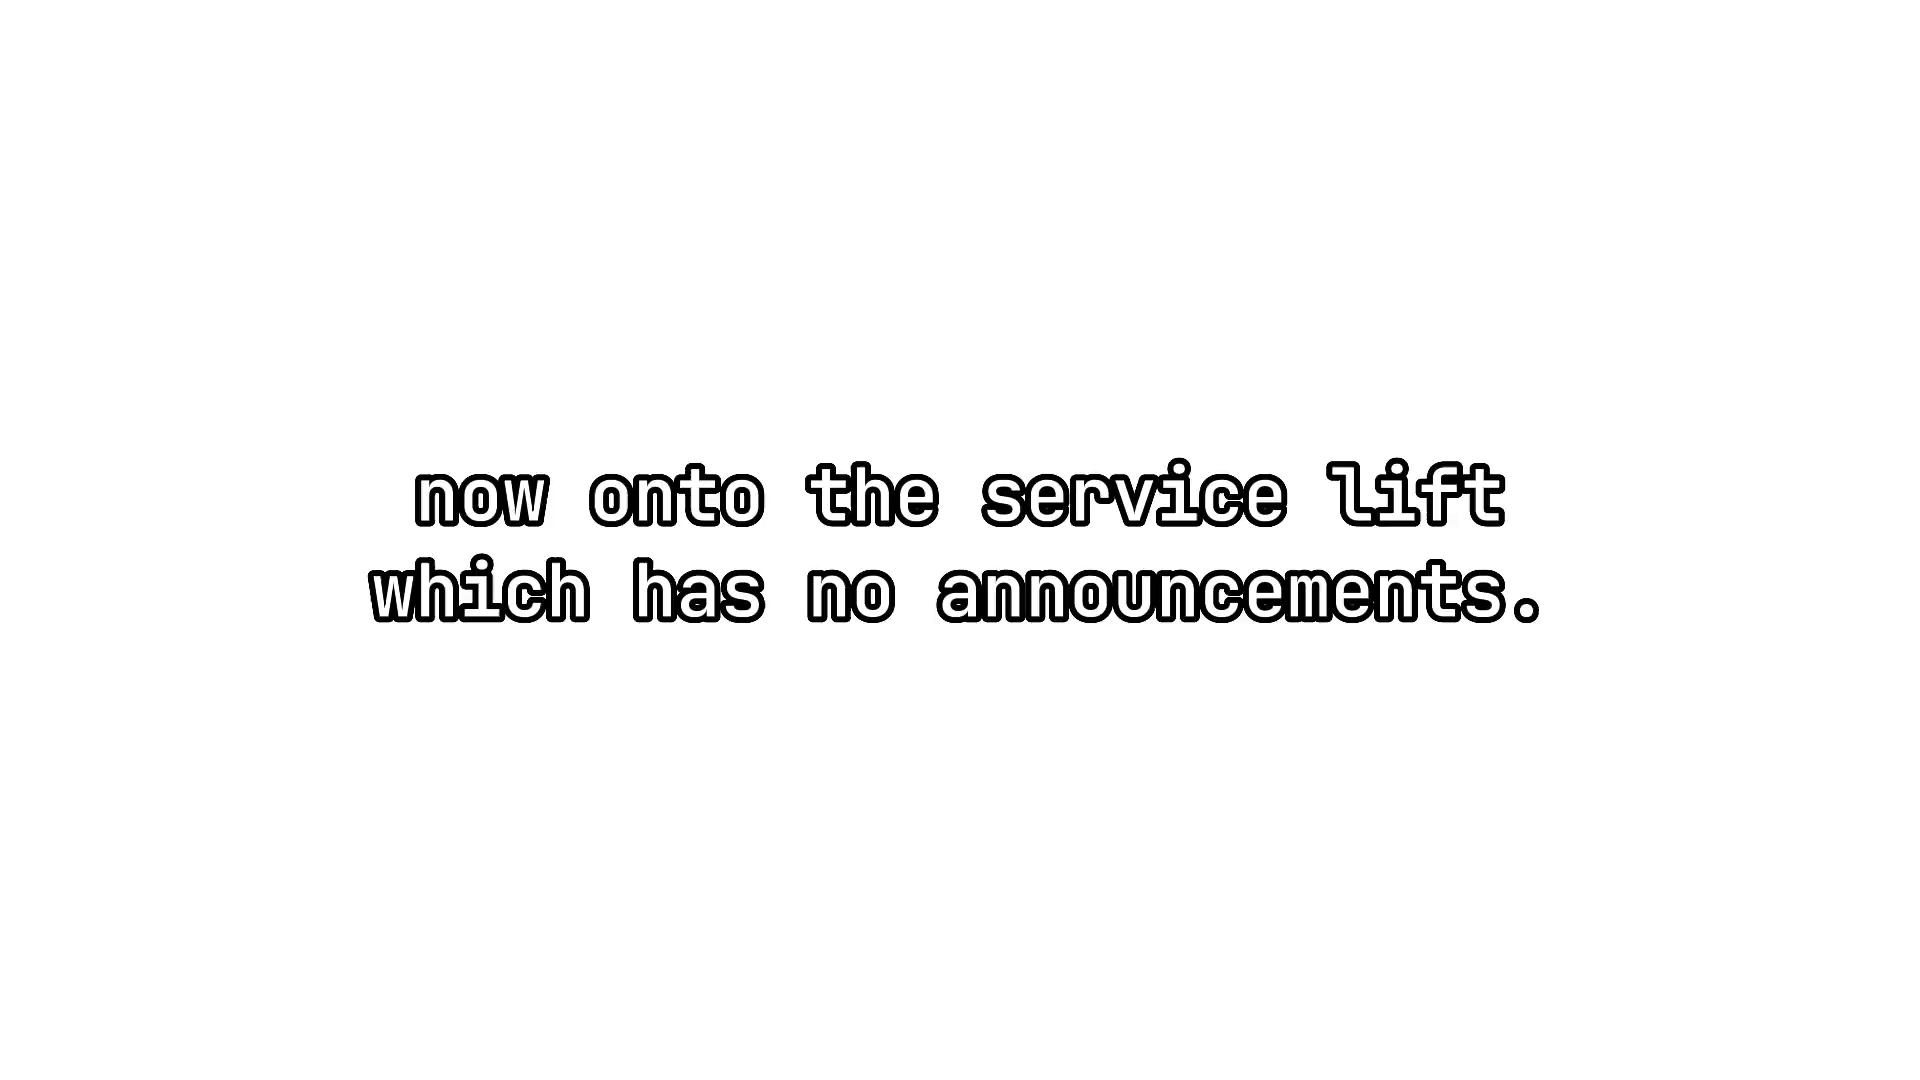 now onto the service lift
which has no announcements.